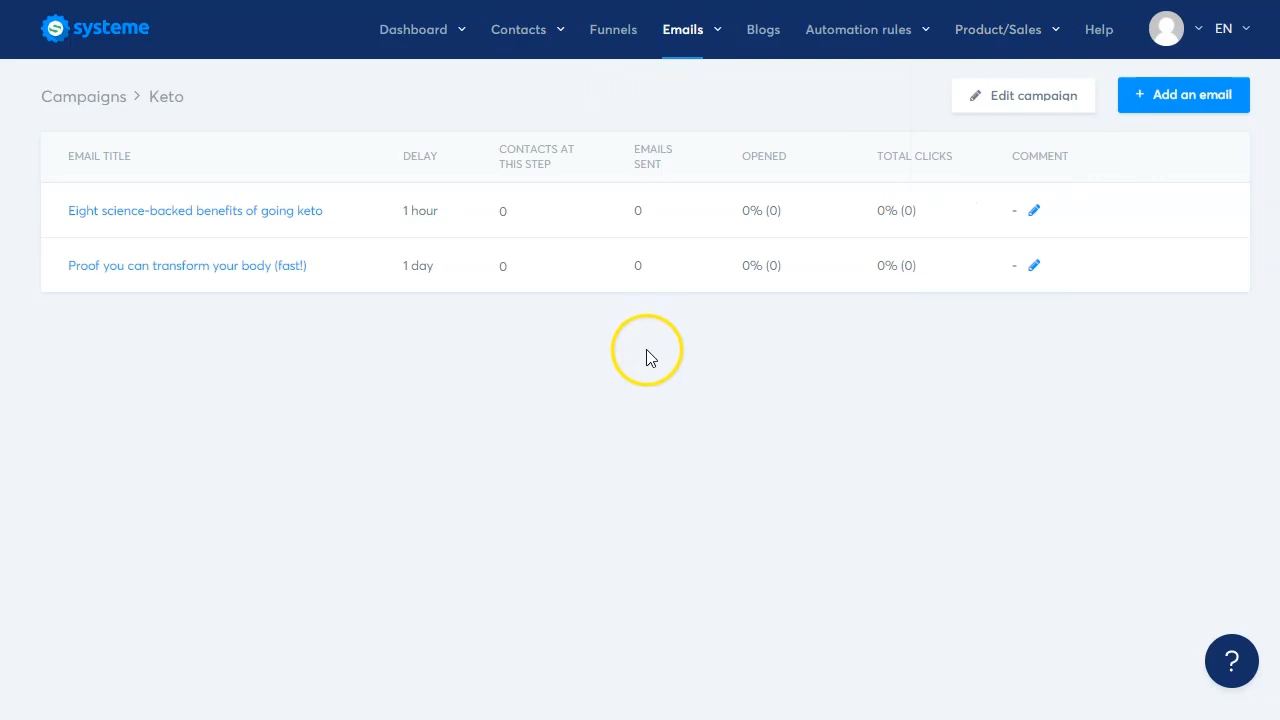 systeme
Dashboard Contacts Funnels Emails Blogs Automation rules Product/Sales Help EN
Campaigns > Keto
Edit campaign
+ Add an email
EMAIL TITLE DELAY CONTACTS AT THIS STEP EMAILS SENT OPENED TOTAL CLICKS COMMENT
Eight science-backed benefits of going keto 1 hour 0 0 0% (0) 0% (0) -
Proof you can transform your body (fast!) 1 day 0 0 0% (0) 0% (0) -
?